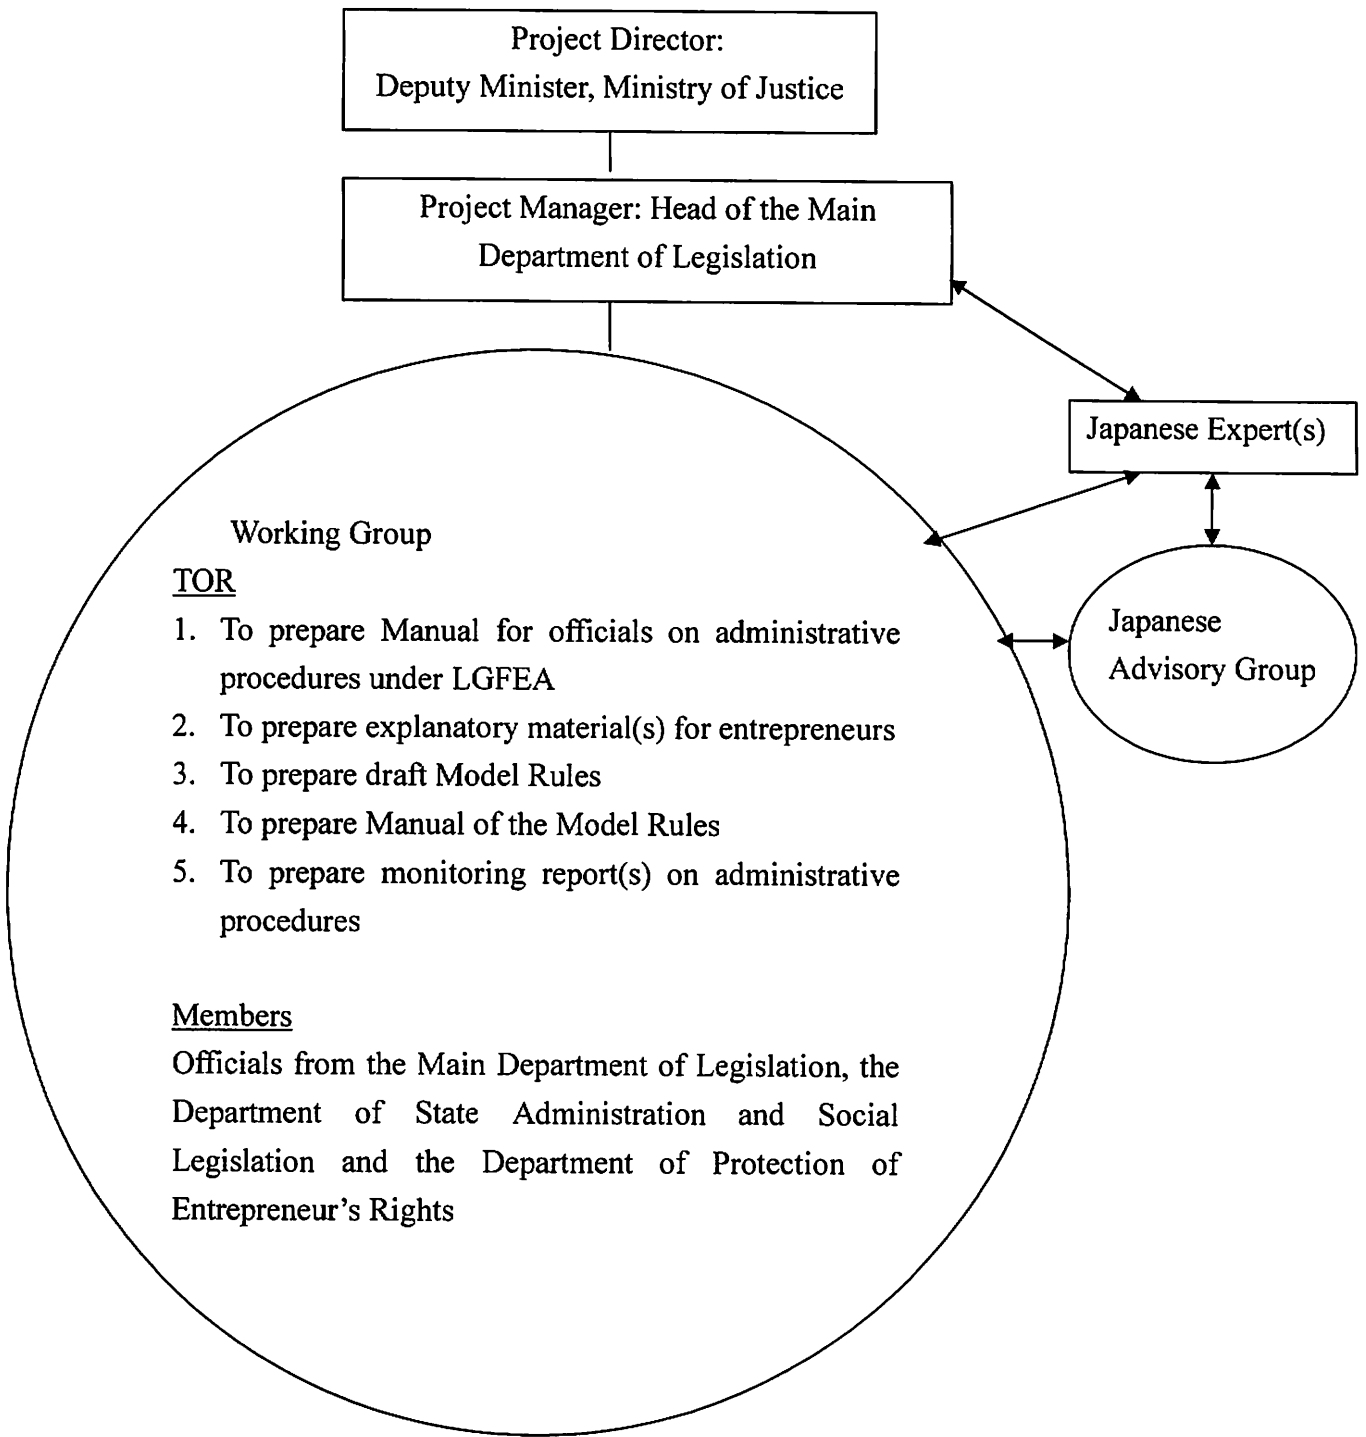 Project Director:
Deputy Minister, Ministry of Justice
Project Manager: Head of the Main
Department of Legislation
Japanese Expert(s)
Working Group
TOR
1. To prepare Manual for officials on administrative
procedures under LGFEA
2. To prepare explanatory material(s) for entrepreneurs
3. To prepare draft Model Rules
4. To prepare Manual of the Model Rules
5. To prepare monitoring report(s) on administrative
procedures
Japanese
Advisory Group
Members
Officials from the Main Department of Legislation, the
Department of State Administration and Social
Legislation and the Department of Protection of
Entrepreneur's Rights